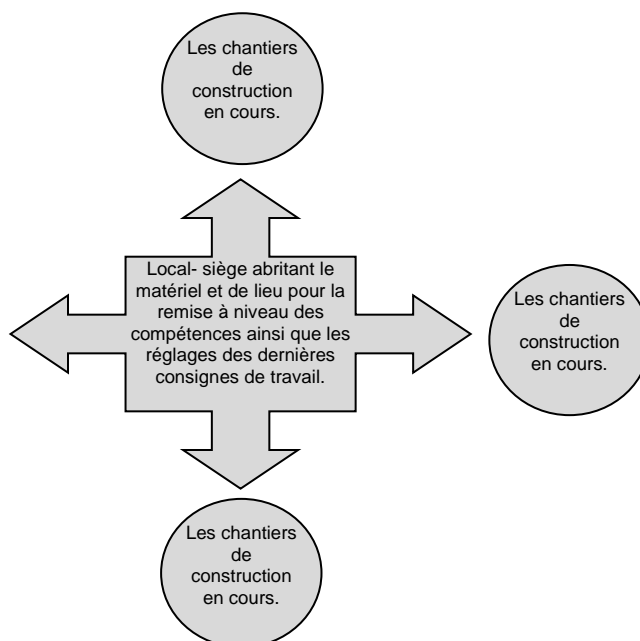 Les chantiers
de
construction
en cours.
Local- siège abritant le
matériel et de lieu pour la
remise à niveau des
compétences ainsi que les
réglages des dernières
consignes de travail.
Les chantiers
de
construction
en cours.
Les chantiers
de
construction
en cours.